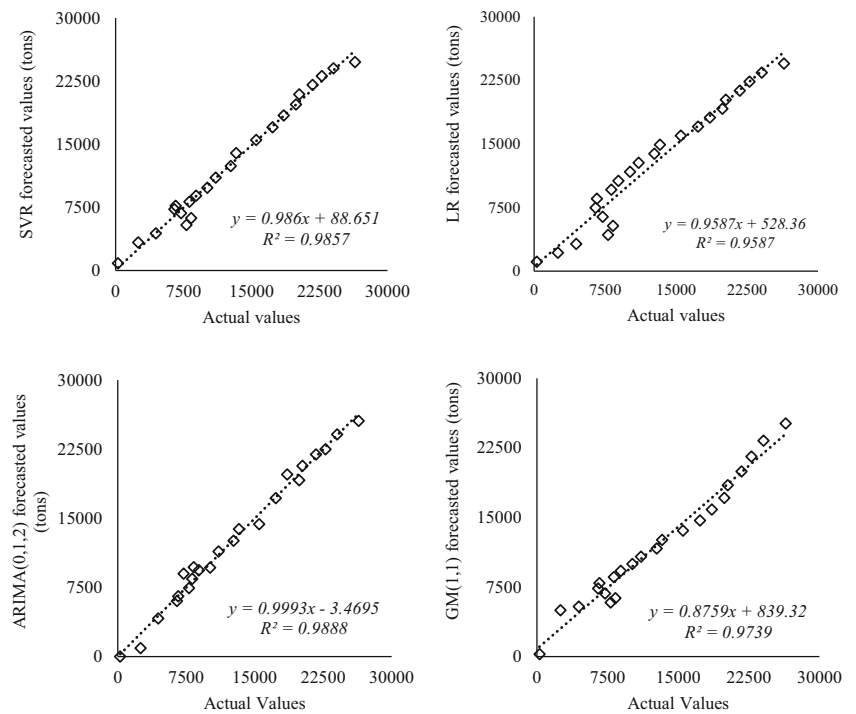 30000
22500
15000
7500
0
SVR forecasted values (tons)
y = 0.986x + 88.651
R² = 0.9857
0 7500 15000 22500 30000
Actual values
30000
22500
15000
7500
0
LR forecasted values (tons)
y = 0.9587x + 528.36
R² = 0.9587
0 7500 15000 22500 30000
Actual values
30000
22500
15000
7500
0
ARIMA(0,1,2) forecasted values
(tons)
y = 0.9993x - 3.4695
R² = 0.9888
0 7500 15000 22500 30000
Actual Values
30000
22500
15000
7500
0
GM(1,1) forecasted values (tons)
y = 0.8759x + 839.32
R² = 0.9739
0 7500 15000 22500 30000
Actual Values